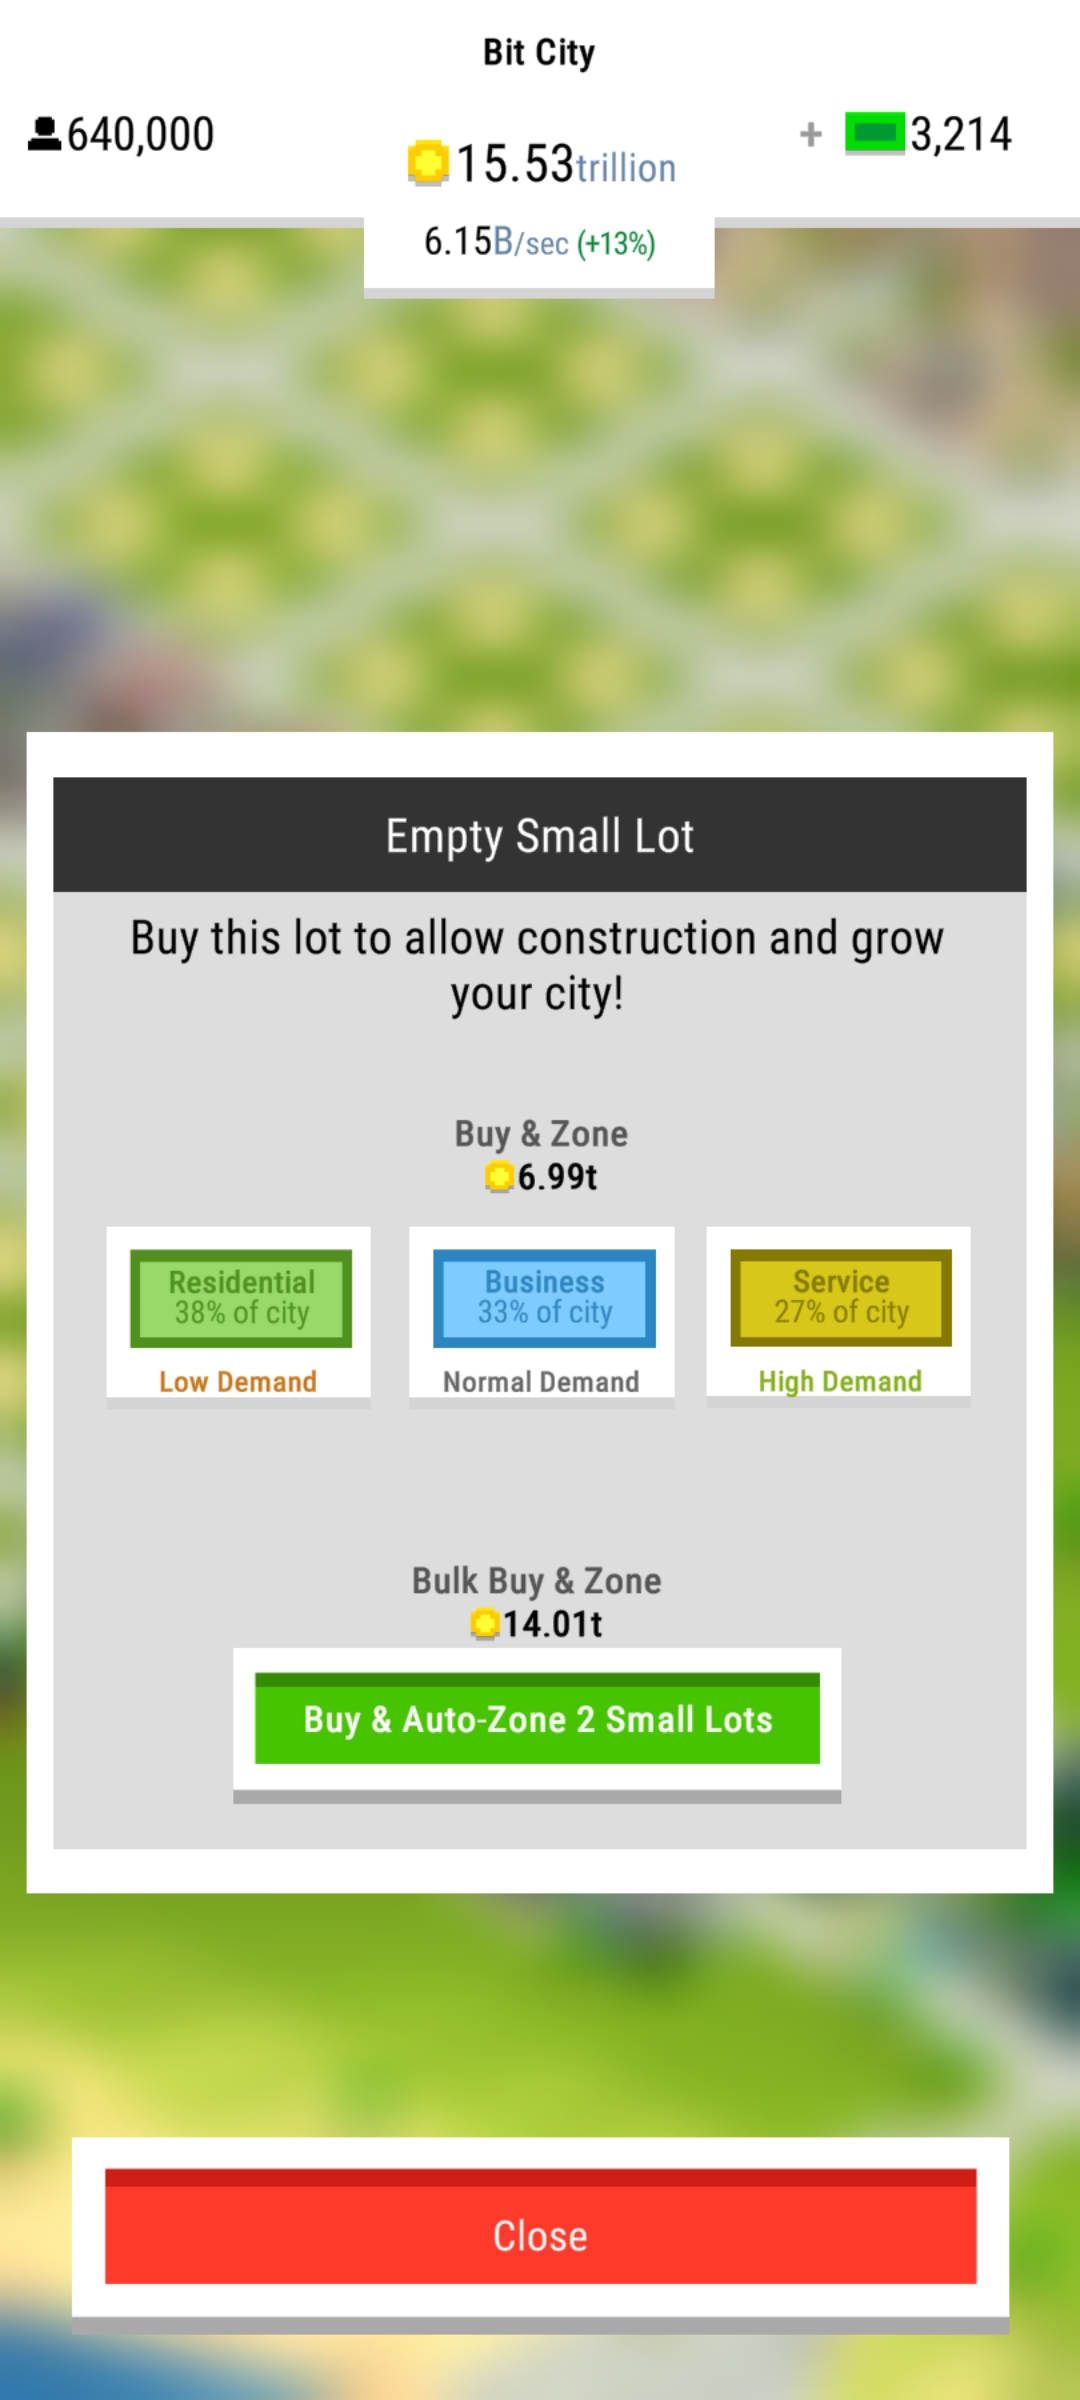 Bit City
640,000
15.53trillion
+ 3,214
6.15B/sec (+13%)
Empty Small Lot
Buy this lot to allow construction and grow
your city!
Buy & Zone
6.99t
Residential
38% of city
Low Demand
Business
33% of city
Normal Demand
Service
27% of city
High Demand
Bulk Buy & Zone
14.01t
Buy & Auto-Zone 2 Small Lots
Close